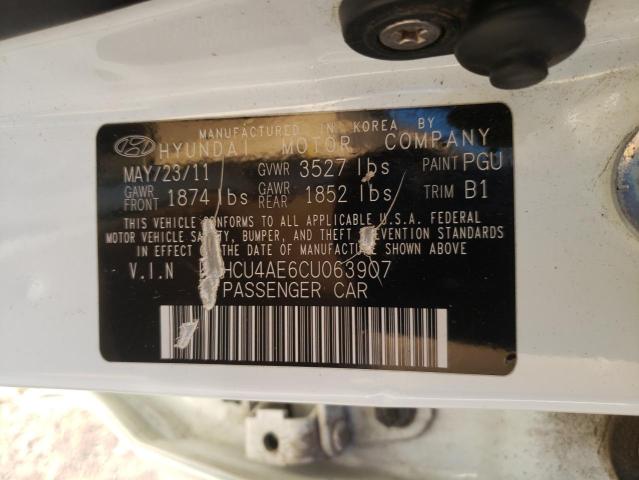 MANUFACTURED IN KOREA BY
HYUNDAI MOTOR COMPANY
MAY/23/11 GVWR 3527 lbs PAINT PGU
GAWR FRONT 1874 lbs GAWR REAR 1852 lbs TRIM B1
THIS VEHICLE CONFORMS TO ALL APPLICABLE U.S.A. FEDERAL
MOTOR VEHICLE SAFETY, BUMPER, AND THEFT PREVENTION STANDARDS
IN EFFECT ON THE DATE OF MANUFACTURE SHOWN ABOVE.
V.I.N HCU4AE6CU063907
PASSENGER CAR